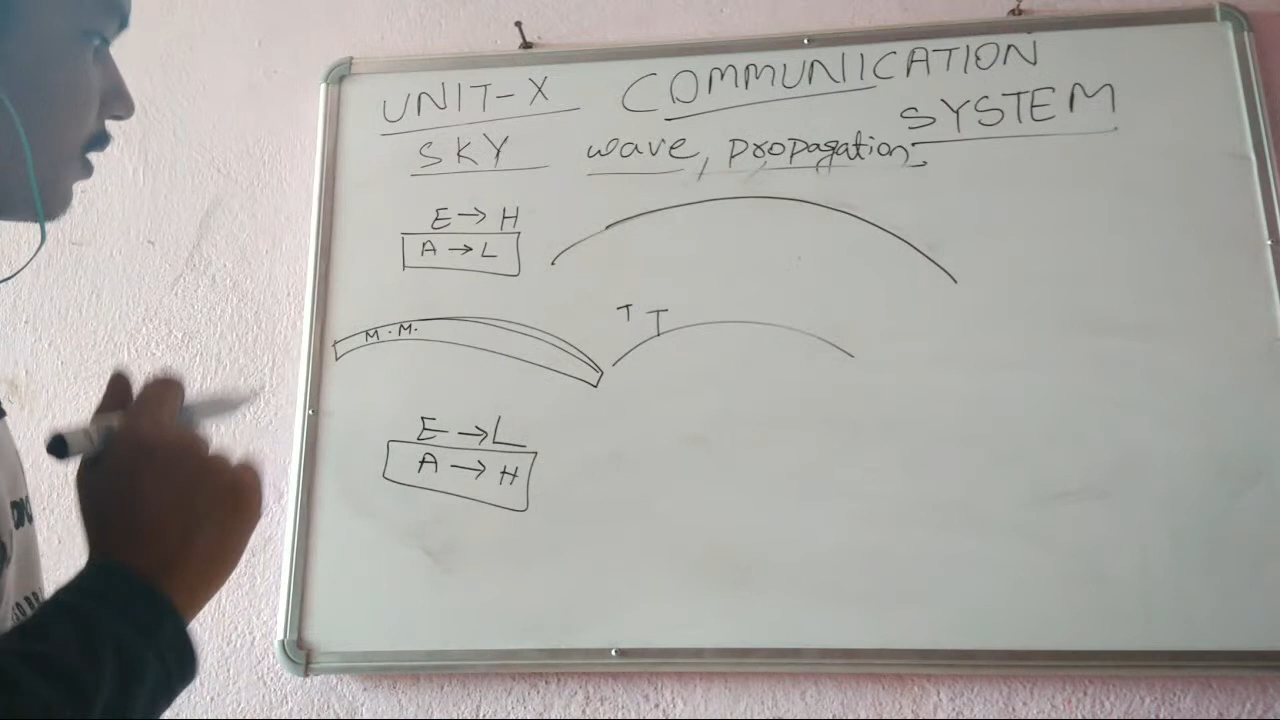 UNIT-X COMMUNICATION
SYSTEM
SKY wave, propagation:
E → H
A → L
M.M.
T T
E → L
A → H